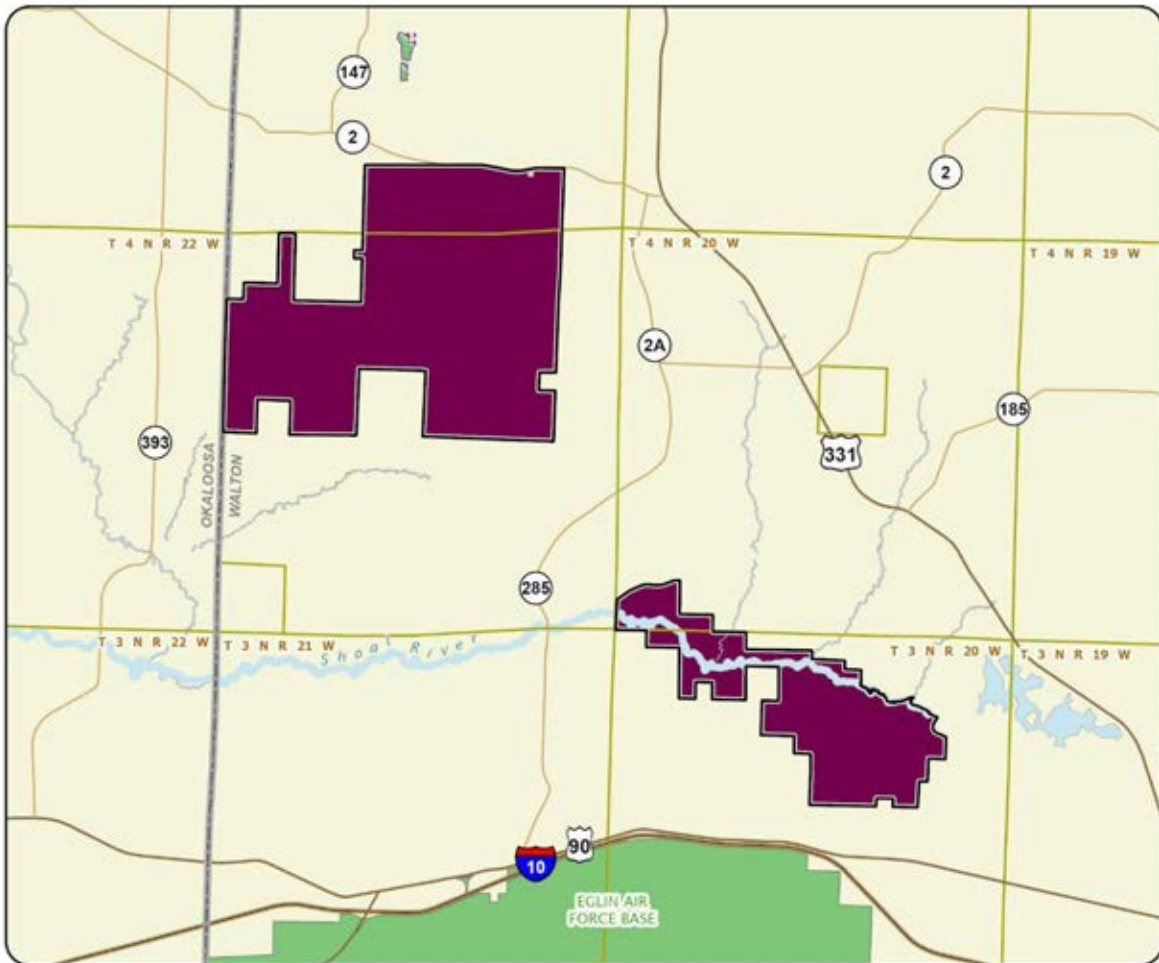 147
2
2
T 4 N R 22 W
T 4 N R 20 W
T 4 N R 19 W
2A
185
393
331
OKALOOSA
WALTON
285
T 3 N R 22 W
T 3 N R 21 W
Shoal River
T 3 N R 20 W
T 3 N R 19 W
90
10
EGLIN AIR
FORCE BASE